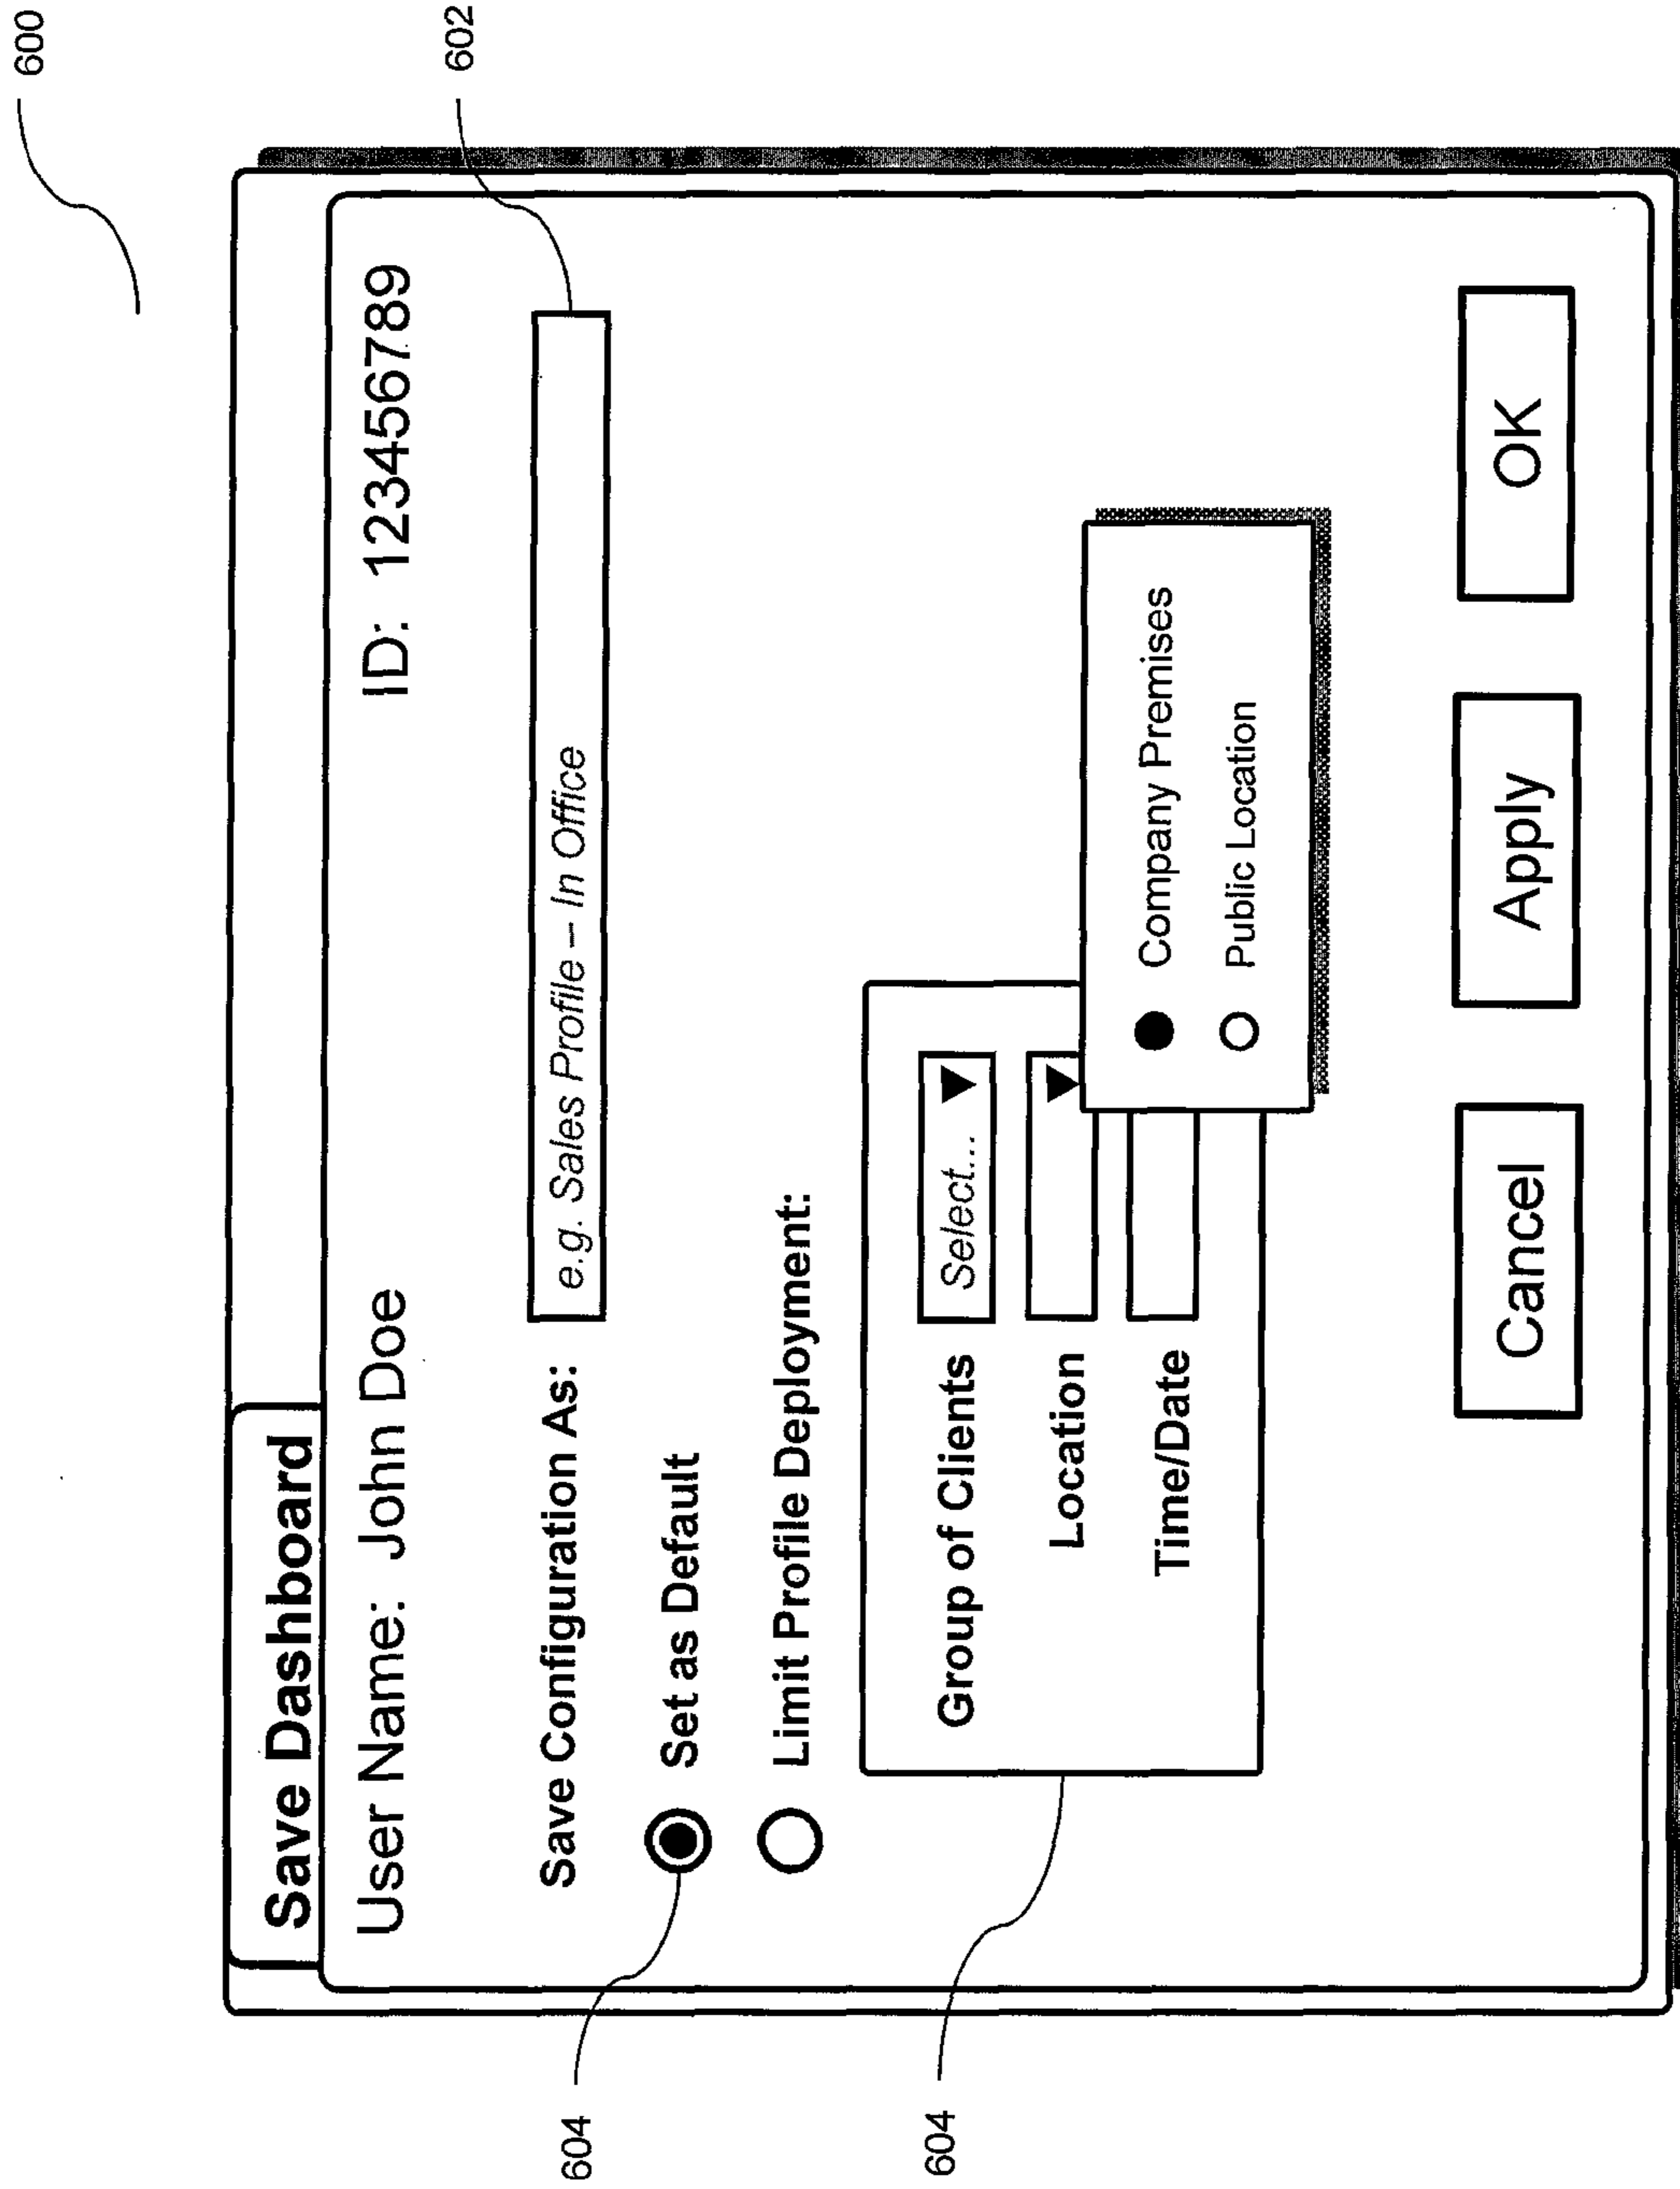 600
Save Dashboard
User Name: John Doe ID: 123456789
602
Save Configuration As: e.g. Sales Profile – In Office
604
Set as Default
Limit Profile Deployment:
604
Group of Clients Select...
Location
Company Premises
Time/Date
Public Location
Cancel Apply OK